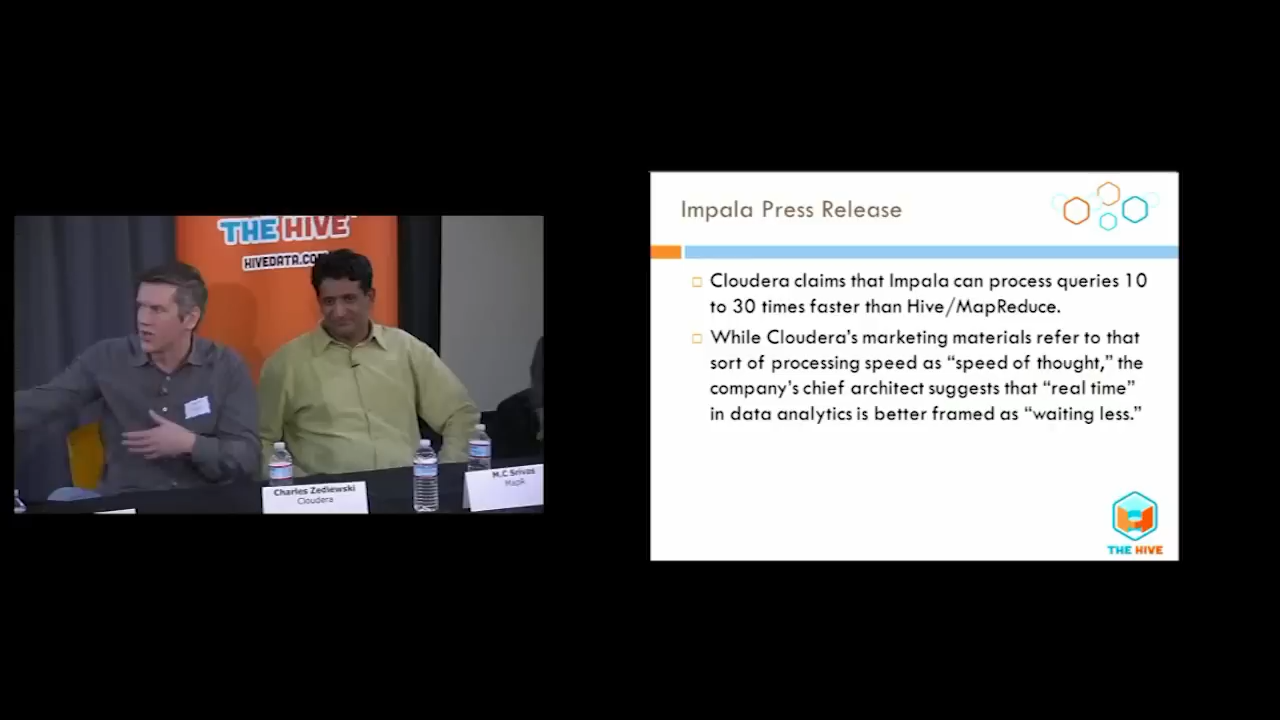 THE HIVE
HIVEDATA.CO
Charles Zedlewski
Cloudera
M.C.Srivas
MapR
Impala Press Release
Cloudera claims that Impala can process queries 10
to 30 times faster than Hive/MapReduce.
While Cloudera's marketing materials refer to that
sort of processing speed as “speed of thought,” the
company's chief architect suggests that “real time”
in data analytics is better framed as “waiting less.”
THE HIVE